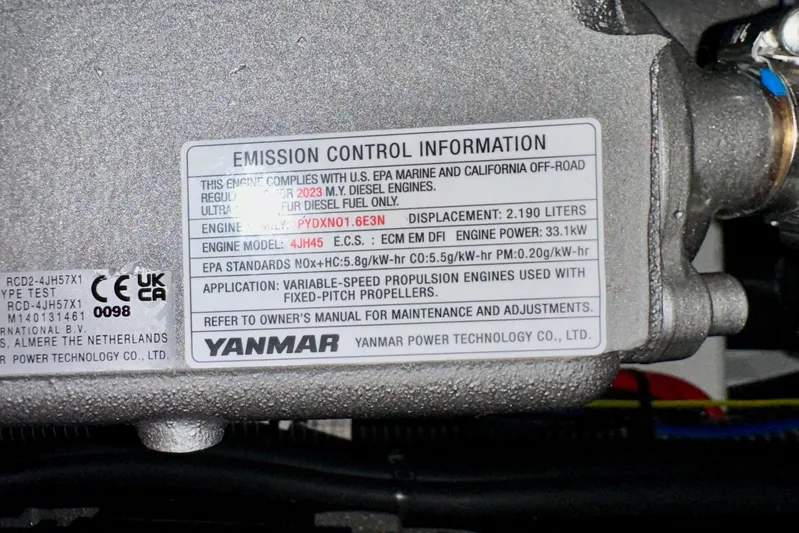 EMISSION CONTROL INFORMATION
THIS ENGINE COMPLIES WITH U.S. EPA MARINE AND CALIFORNIA OFF-ROAD
2023 M.Y. DIESEL ENGINES.
DIESEL FUEL ONLY.
PYDXN01.6E3N DISPLACEMENT: 2.190 LITERS
ENGINE MODEL: 4JH45 E.C.S. : ECM EM DFI ENGINE POWER: 33.1kW
EPA STANDARDS NOx+HC:5.8g/kW-hr CO:5.5g/kW-hr PM:0.20g/kW-hr
APPLICATION: VARIABLE-SPEED PROPULSION ENGINES USED WITH
FIXED-PITCH PROPELLERS.
REFER TO OWNER'S MANUAL FOR MAINTENANCE AND ADJUSTMENTS.
YANMAR YANMAR POWER TECHNOLOGY CO., LTD.
RCD2-4JH57X1
YPE TEST
RCD-4JH57X1
M140131461
RNATIONAL B.V.
S, ALMERE THE NETHERLANDS
R POWER TECHNOLOGY CO., LTD.
CE UK
CA
0098